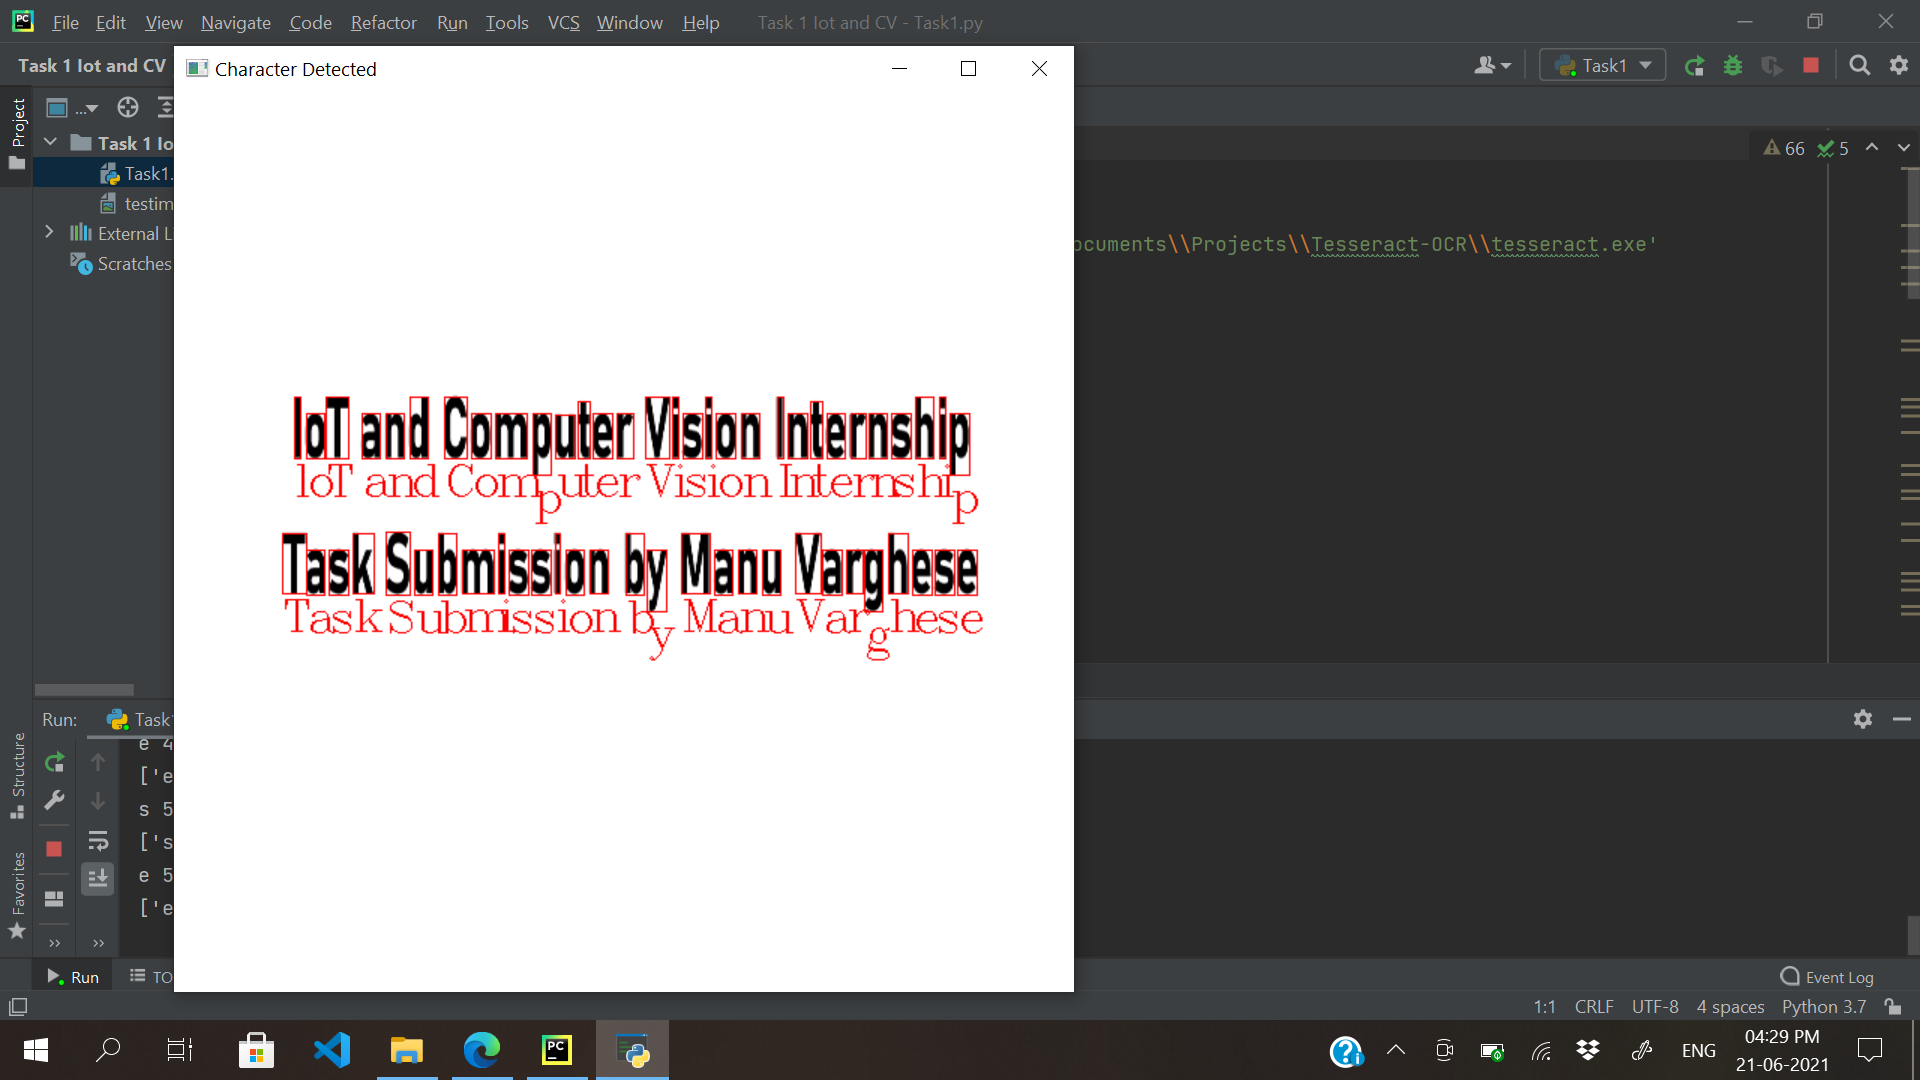 File Edit View Navigate Code Refactor Run Tools VCS Window Help Task 1 Iot and CV - Task1.py
Task 1 Iot and CV
Task1
Character Detected
Project
...
Task 1 Io
66 5
Task1.
testim
External Li
Scratches
ocuments\\Projects\\Tesseract-OCR\\tesseract.exe'
IoT and Computer Vision Internship
IoT and Computer Vision Internship
Task Submission by Manu Varghese
Task Submission by Manu Varghese
Run: Task1
e 4
['e
s 5
['s
e 5
['e
Structure
Favorites
Run TO
Event Log
1:1 CRLF UTF-8 4 spaces Python 3.7
PC
ENG
04:29 PM
21-06-2021